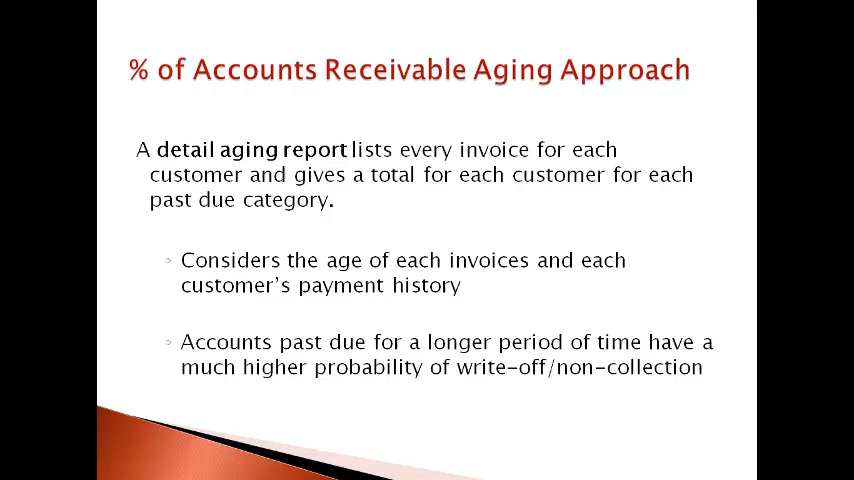 % of Accounts Receivable Aging Approach
A detail aging report lists every invoice for each
customer and gives a total for each customer for each
past due category.
◦ Considers the age of each invoices and each
customer’s payment history
◦ Accounts past due for a longer period of time have a
much higher probability of write-off/non-collection